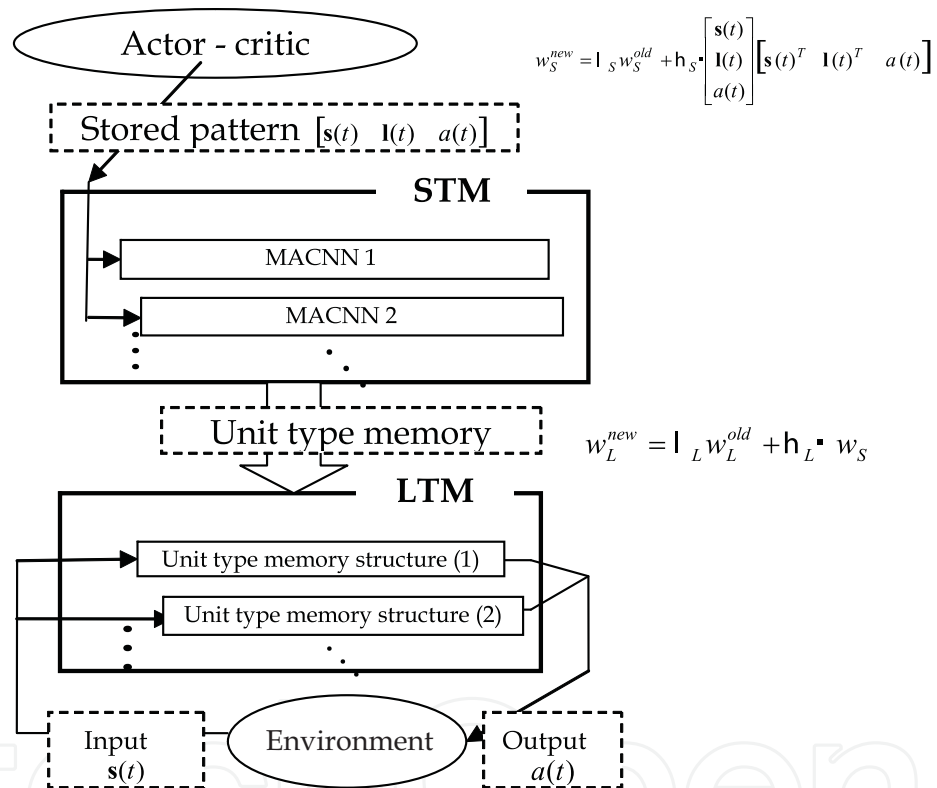 Actor - critic
w_S^{new} = l_S w_S^{old} + h_S · [s(t) l(t) a(t)] [s(t)^T l(t)^T a(t)]
Stored pattern [s(t) l(t) a(t)]
STM
MACNN 1
MACNN 2
Unit type memory
w_L^{new} = l_L w_L^{old} + h_L · w_S
LTM
Unit type memory structure (1)
Unit type memory structure (2)
Input
s(t)
Environment
Output
a(t)